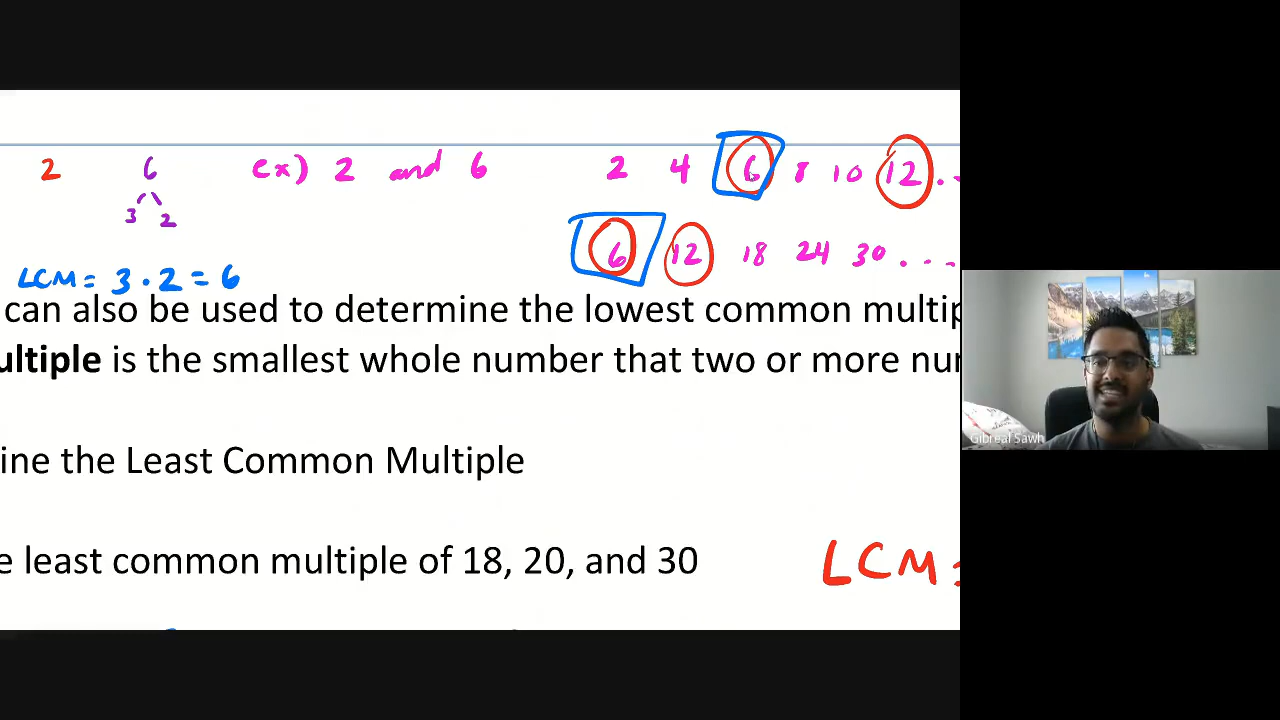 2 6 ex) 2 and 6 2 4 6 8 10 12 . .
3 2
6 12 18 24 30 . . . .
LCM = 3 · 2 = 6
can also be used to determine the lowest common multip
ultiple is the smallest whole number that two or more nu
Gibreal Sawh
ine the Least Common Multiple
e least common multiple of 18, 20, and 30 LCM =